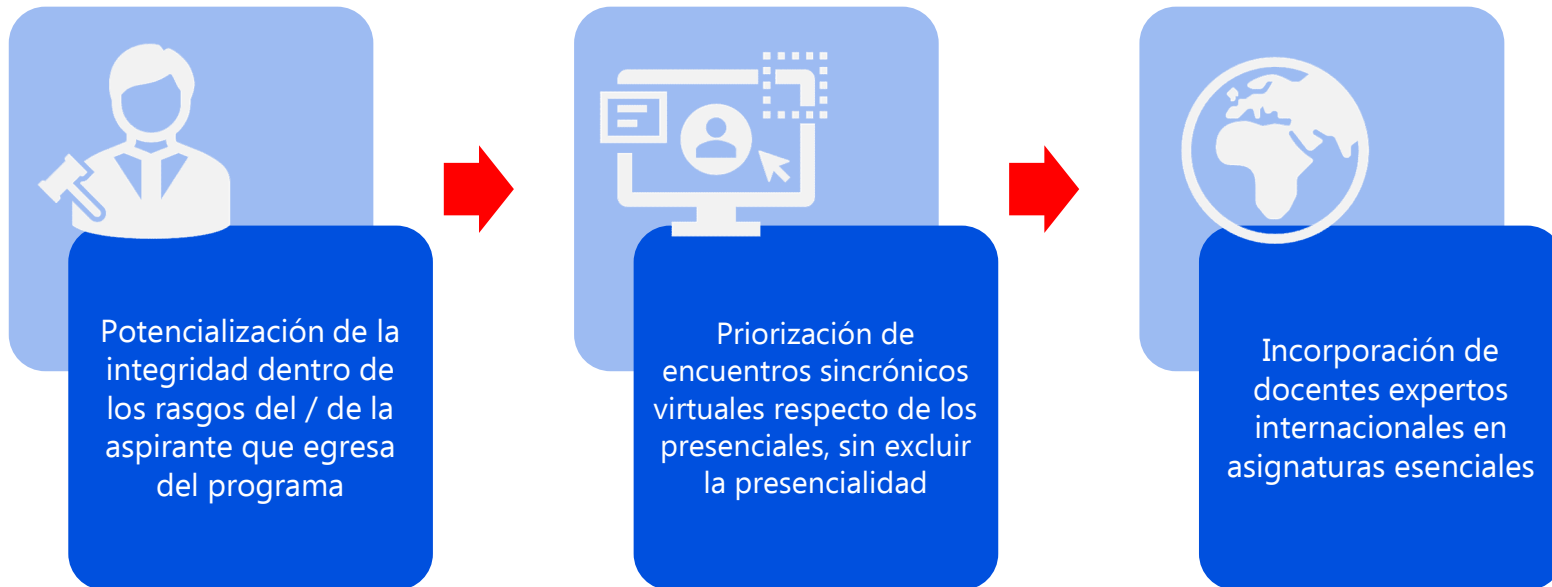 Potencialización de la
integridad dentro de
los rasgos del / de la
aspirante que egresa
del programa
Priorización de
encuentros sincrónicos
virtuales respecto de los
presenciales, sin excluir
la presencialidad
Incorporación de
docentes expertos
internacionales en
asignaturas esenciales